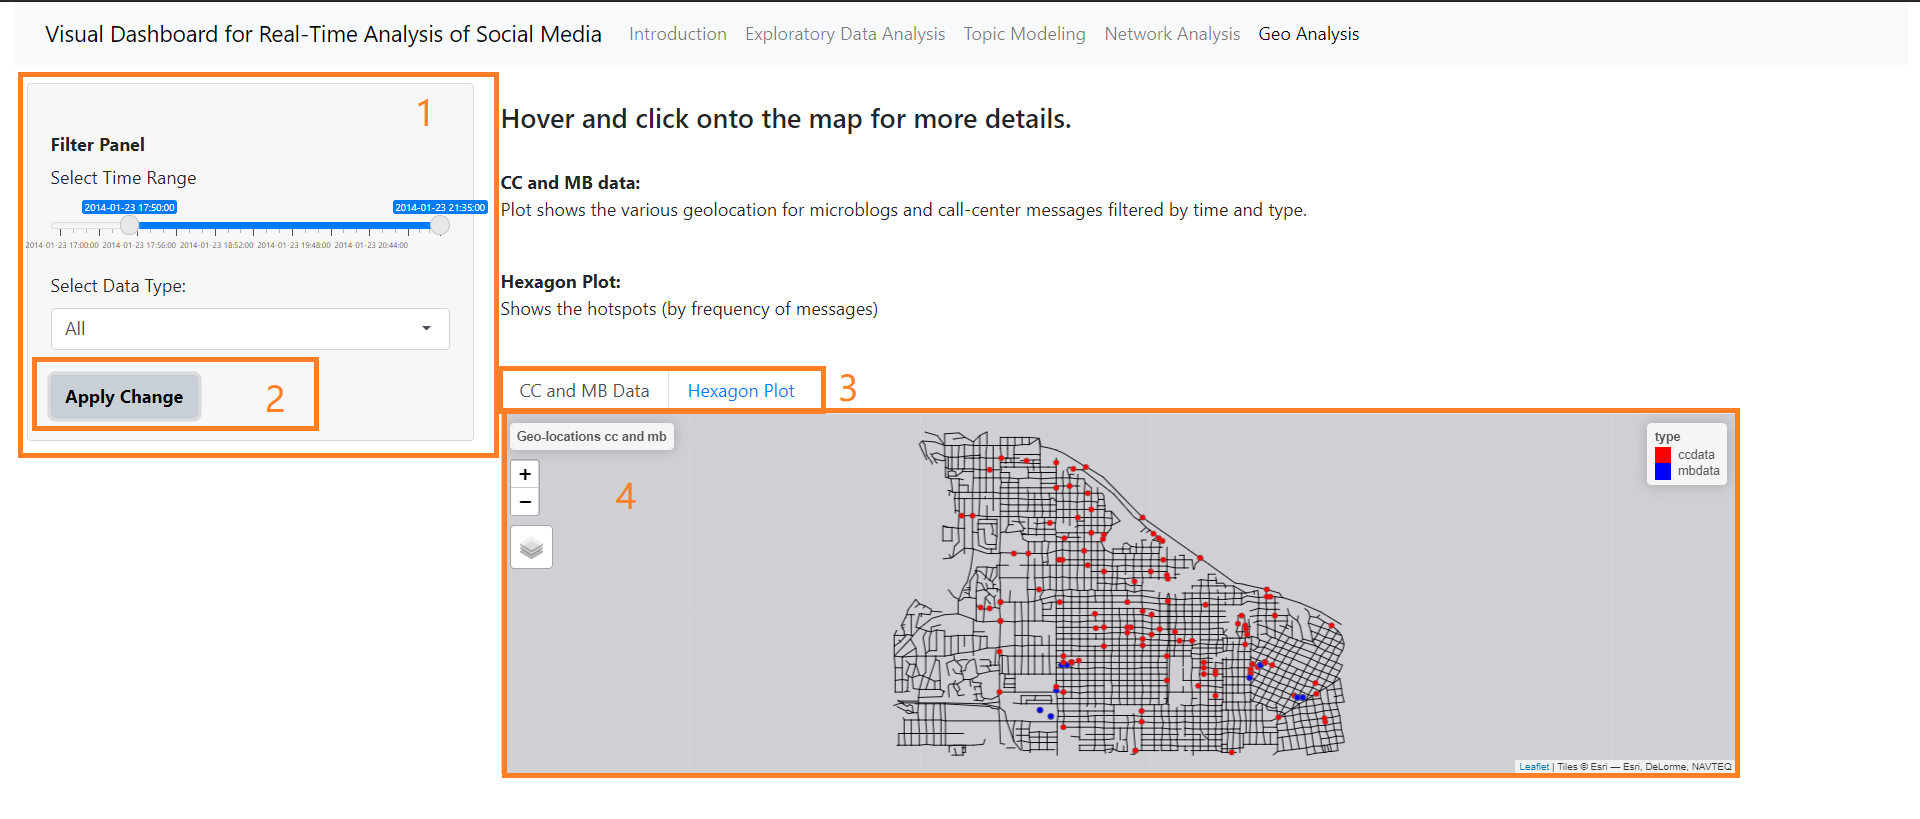 Visual Dashboard for Real-Time Analysis of Social Media Introduction Exploratory Data Analysis Topic Modeling Network Analysis Geo Analysis
1
Filter Panel
Select Time Range
2014-01-23 17:50:00 2014-01-23 21:35:00
2014-01-23 17:00:00 2014-01-23 17:56:00 2014-01-23 18:52:00 2014-01-23 19:48:00 2014-01-23 20:44:00
Select Data Type:
All
Apply Change 2
Hover and click onto the map for more details.
CC and MB data:
Plot shows the various geolocation for microblogs and call-center messages filtered by time and type.
Hexagon Plot:
Shows the hotspots (by frequency of messages)
CC and MB Data Hexagon Plot 3
Geo-locations cc and mb
+
−
4
type
ccdata
mbdata
Leaflet | Tiles © Esri — Esri, DeLorme, NAVTEQ